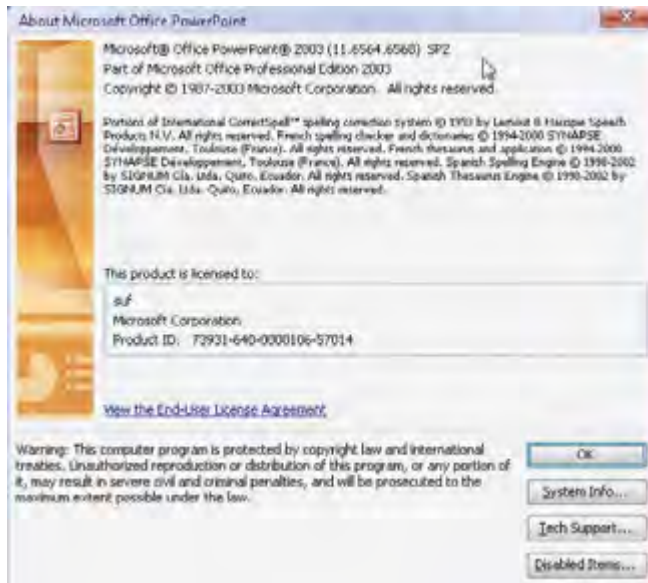 About Microsoft Office PowerPoint
Microsoft® Office PowerPoint® 2003 (11.6564.6560) SP2
Part of Microsoft Office Professional Edition 2003
Copyright © 1987-2003 Microsoft Corporation. All rights reserved.
Portions of International CorrectSpell™ spelling correction system © 1993 by Lernout & Hauspie Speech
Products N.V. All rights reserved. French spelling checker and dictionaries © 1994-2000 SYNAPSE
Développement, Toulouse (France). All rights reserved. French thesaurus and application © 1994-2000
SYNAPSE Développement, Toulouse (France). All rights reserved. Spanish Spelling Engine © 1998-2002
by SIGNUM Cía. Ltda. Quito, Ecuador. All rights reserved. Spanish Thesaurus Engine © 1998-2002 by
SIGNUM Cía. Ltda. Quito, Ecuador. All rights reserved.
This product is licensed to:
suf
Microsoft Corporation
Product ID: 73931-640-0000106-57014
View the End-User License Agreement
Warning: This computer program is protected by copyright law and international
treaties. Unauthorized reproduction or distribution of this program, or any portion of
it, may result in severe civil and criminal penalties, and will be prosecuted to the
maximum extent possible under the law.
OK
System Info...
Tech Support...
Disabled Items...